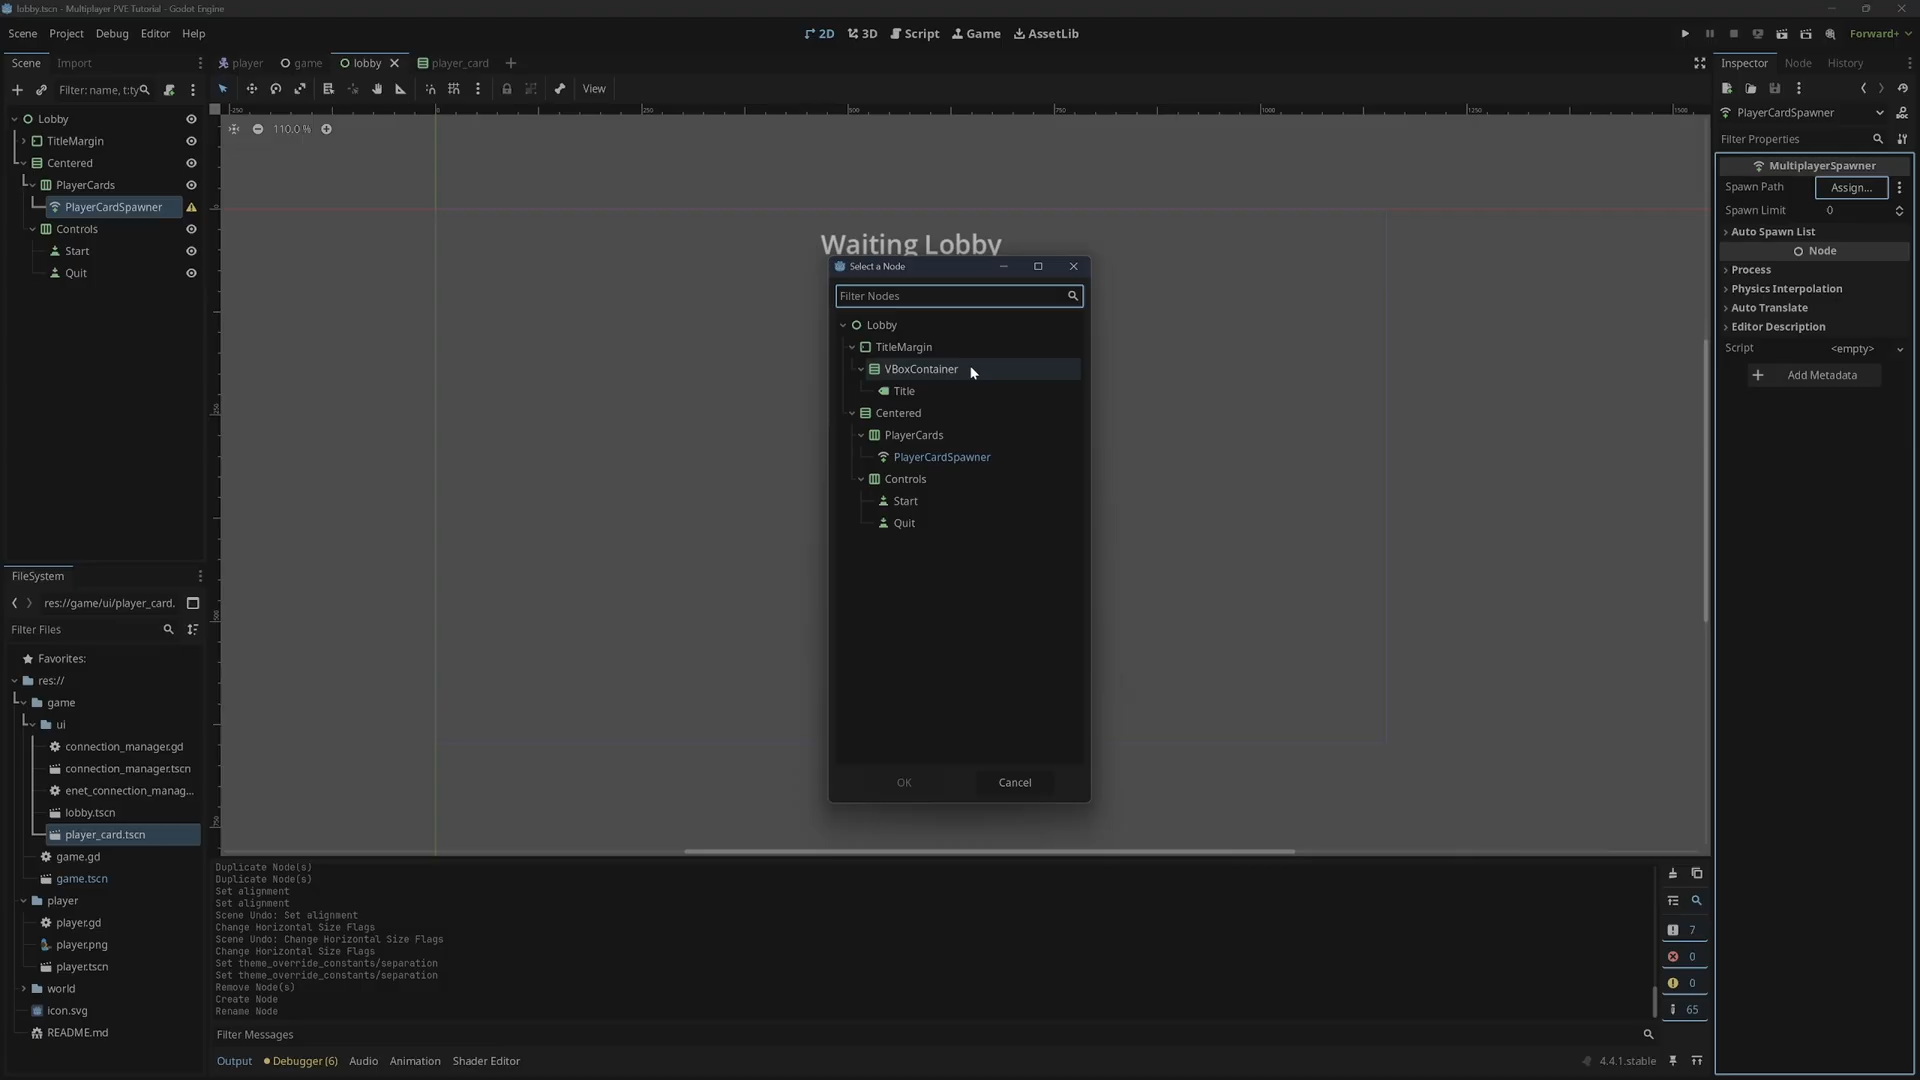 lobby.tscn - Multiplayer PVE Tutorial - Godot Engine
Scene Project Debug Editor Help
2D 3D Script Game AssetLib
Forward+
Scene Import
player game lobby player_card
Inspector Node History
Filter: name, t:ty
View
110.0 %
PlayerCardSpawner
Filter Properties
Lobby
TitleMargin
Centered
PlayerCards
PlayerCardSpawner
Controls
Start
Quit
Waiting Lobby
Select a Node
Filter Nodes
Lobby
TitleMargin
VBoxContainer
Title
Centered
PlayerCards
PlayerCardSpawner
Controls
Start
Quit
OK Cancel
MultiplayerSpawner
Spawn Path Assign...
Spawn Limit 0
Auto Spawn List
Node
Process
Physics Interpolation
Auto Translate
Editor Description
Script <empty>
Add Metadata
FileSystem
res://game/ui/player_card.
Filter Files
Favorites:
res://
game
ui
connection_manager.gd
connection_manager.tscn
enet_connection_manag...
lobby.tscn
player_card.tscn
game.gd
game.tscn
player
player.gd
player.png
player.tscn
world
icon.svg
README.md
Duplicate Node(s)
Duplicate Node(s)
Set alignment
Set alignment
Scene Undo: Set alignment
Change Horizontal Size Flags
Scene Undo: Change Horizontal Size Flags
Change Horizontal Size Flags
Set theme_override_constants/separation
Set theme_override_constants/separation
Remove Node(s)
Create Node
Rename Node
7
0
0
65
Filter Messages
Output Debugger (6) Audio Animation Shader Editor
4.4.1.stable